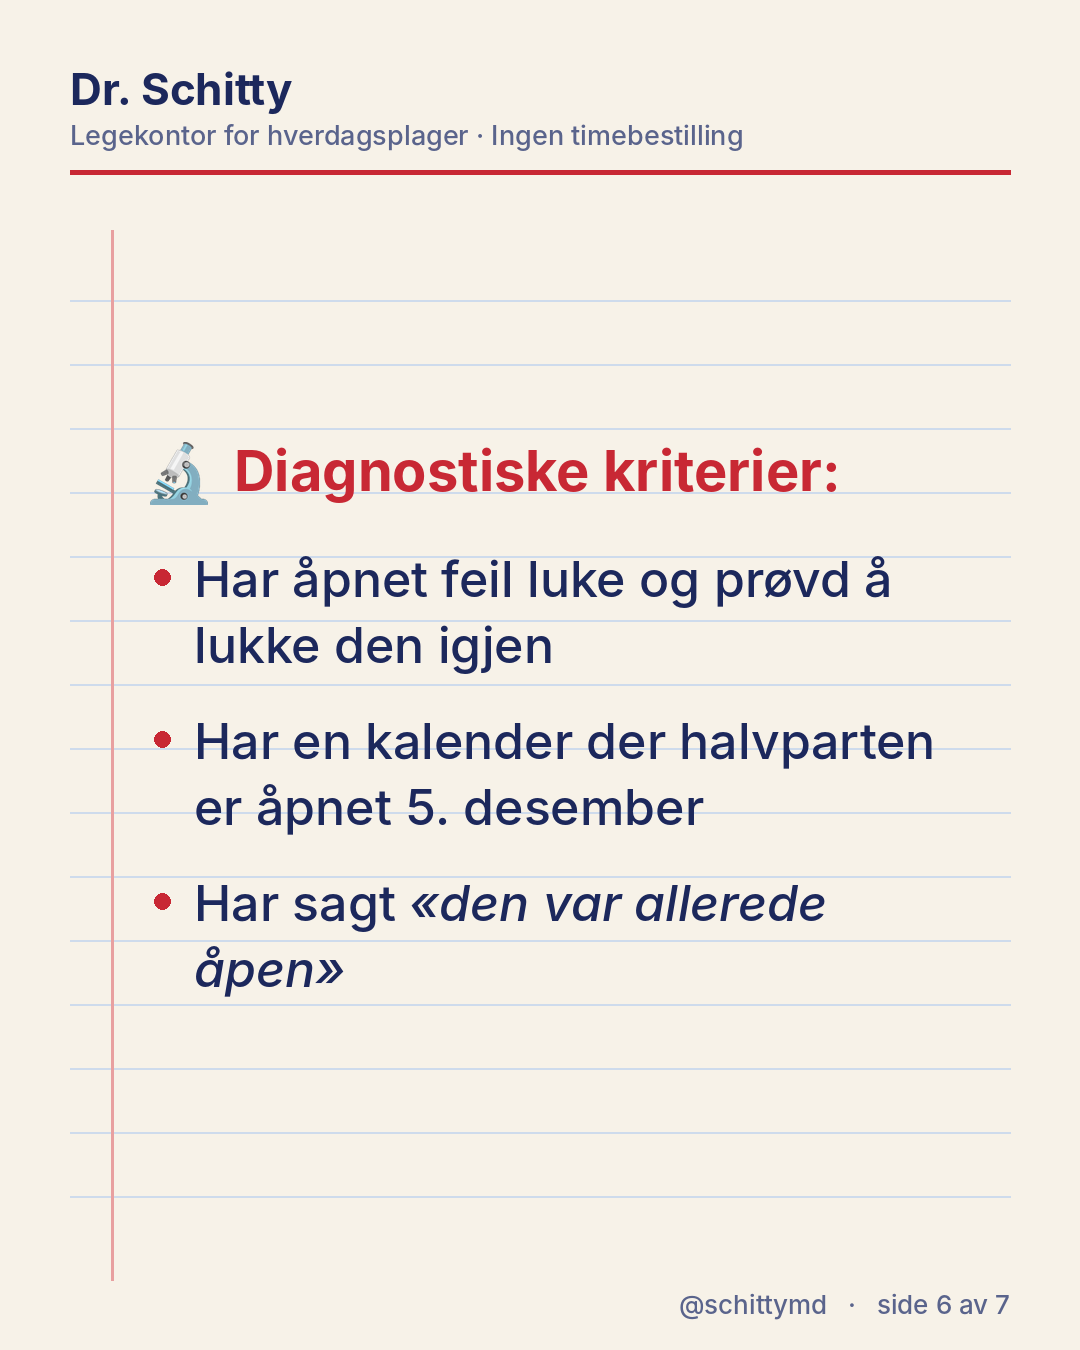 Dr. Schitty
Legekontor for hverdagsplager · Ingen timebestilling
🔬 Diagnostiske kriterier:
• Har åpnet feil luke og prøvd å
lukke den igjen
• Har en kalender der halvparten
er åpnet 5. desember
• Har sagt «den var allerede
åpen»
@schittymd · side 6 av 7